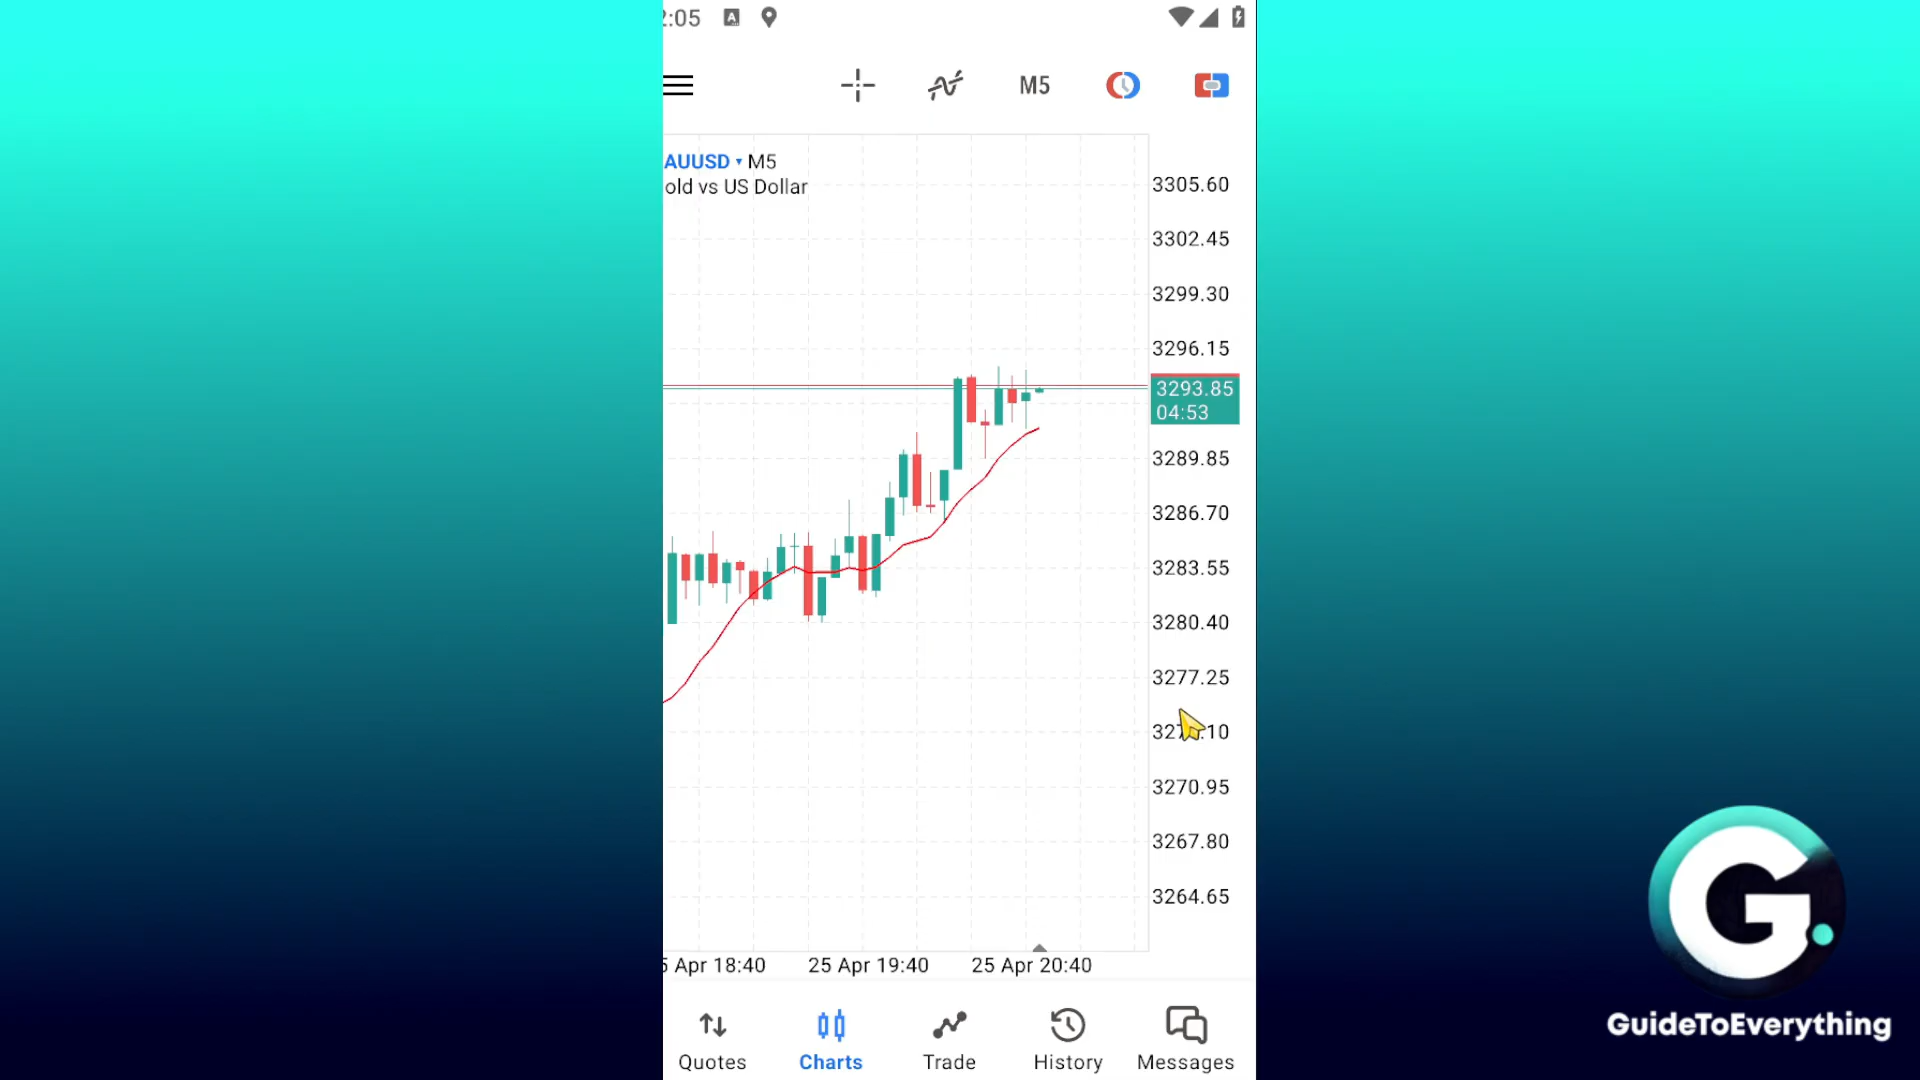 2:05
M5
AUUSD ▾ M5
old vs US Dollar
3305.60
3302.45
3299.30
3296.15
3293.85
04:53
3289.85
3286.70
3283.55
3280.40
3277.25
3270.95
3267.80
3264.65
5 Apr 18:40 25 Apr 19:40 25 Apr 20:40
Quotes Charts Trade History Messages
G.
GuideToEverything